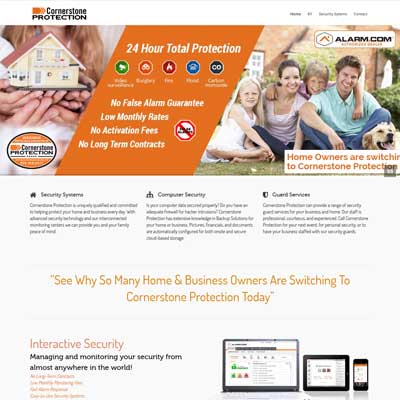 Cornerstone
PROTECTION
Home
IOT
Security Systems
Contact
24 Hour Total Protection
Video surveillance
Burglary
Fire
Flood
Carbon monoxide
No False Alarm Guarantee
Low Monthly Rates
No Activation Fees
No Long Term Contracts
ALARM.COM
AUTHORIZED DEALER
Cornerstone
PROTECTION
Home Owners are switching
to Cornerstone Protection
Security Systems
Cornerstone Protection is uniquely qualified and committed
to helping protect your home and business every day. With
advanced security technology and our interconnected
monitoring centers we can provide you and your family
peace of mind.
Computer Security
Is your computer data secured properly? Do you have an
adequate firewall for hacker intrusions? Cornerstone
Protection has extensive knowledge in Backup Solutions for
your home or business. Pictures, financials, and documents
are automatically configured for both onsite and secure
cloud-based storage.
Guard Services
Cornerstone Protection can provide a range of security
guard services for your business and home. Our staff is
professional, courteous, and experienced. Call Cornerstone
Protection for your next event, for personal security, or to
have your business staffed with our security guards.
"See Why So Many Home & Business Owners Are Switching To
Cornerstone Protection Today"
Interactive Security
Managing and monitoring your security from
almost anywhere in the world!
No Long-Term Contracts
Low Monthly Monitoring Fees
Fast Alarm Response
Easy-to-Use Security Systems